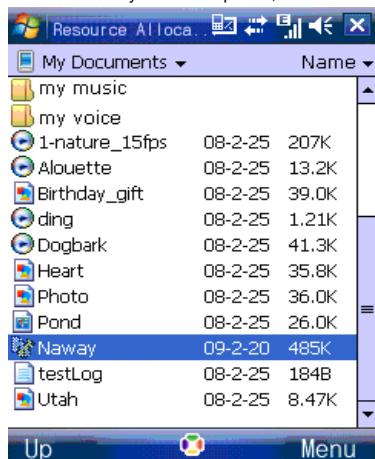 Resource Alloca..
My Documents Name
my music
my voice
1-nature_15fps 08-2-25 207K
Alouette 08-2-25 13.2K
Birthday_gift 08-2-25 39.0K
ding 08-2-25 1.21K
Dogbark 08-2-25 41.3K
Heart 08-2-25 35.8K
Photo 08-2-25 36.0K
Pond 08-2-25 26.0K
Naway 09-2-20 485K
testLog 08-2-25 184B
Utah 08-2-25 8.47K
Up Menu